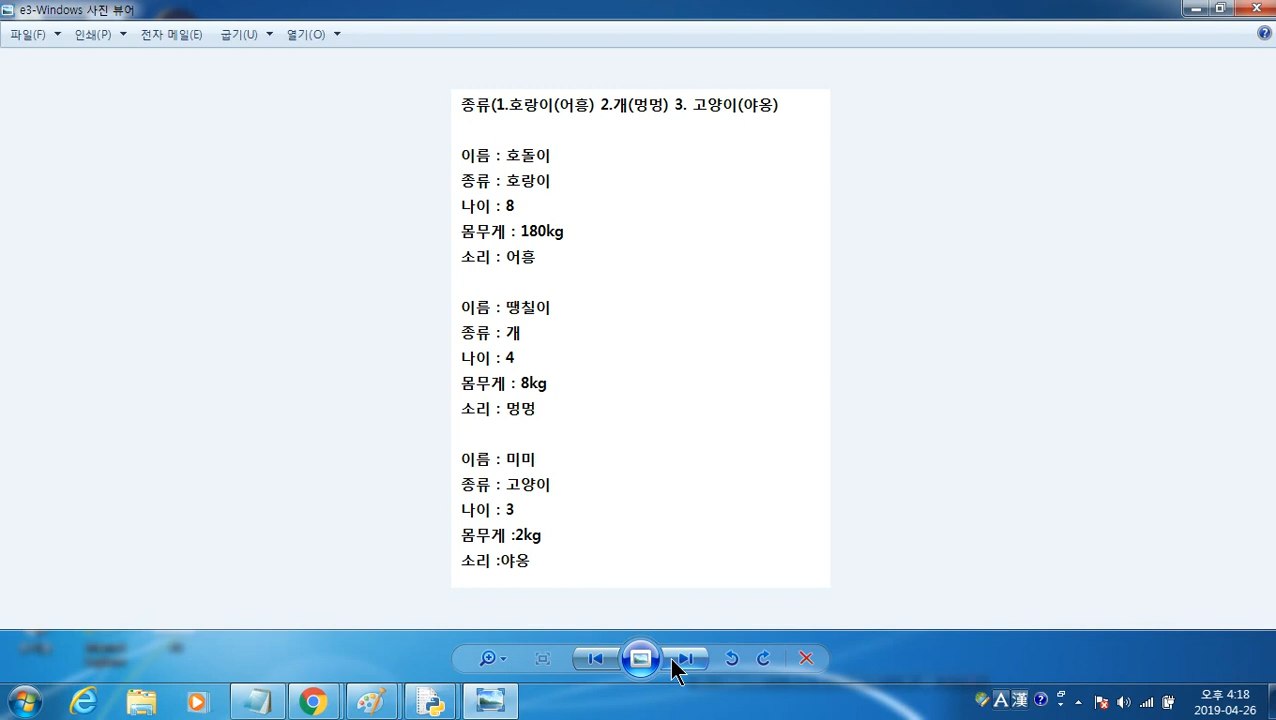 e3-Windows 사진 뷰어
파일(F) 인쇄(P) 전자 메일(E) 굽기(U) 열기(O)
종류(1.호랑이(어흥) 2.개(멍멍) 3. 고양이(야옹)
이름 : 호돌이
종류 : 호랑이
나이 : 8
몸무게 : 180kg
소리 : 어흥
이름 : 땡칠이
종류 : 개
나이 : 4
몸무게 : 8kg
소리 : 멍멍
이름 : 미미
종류 : 고양이
나이 : 3
몸무게 :2kg
소리 :야옹
A 漢
오후 4:18
2019-04-26